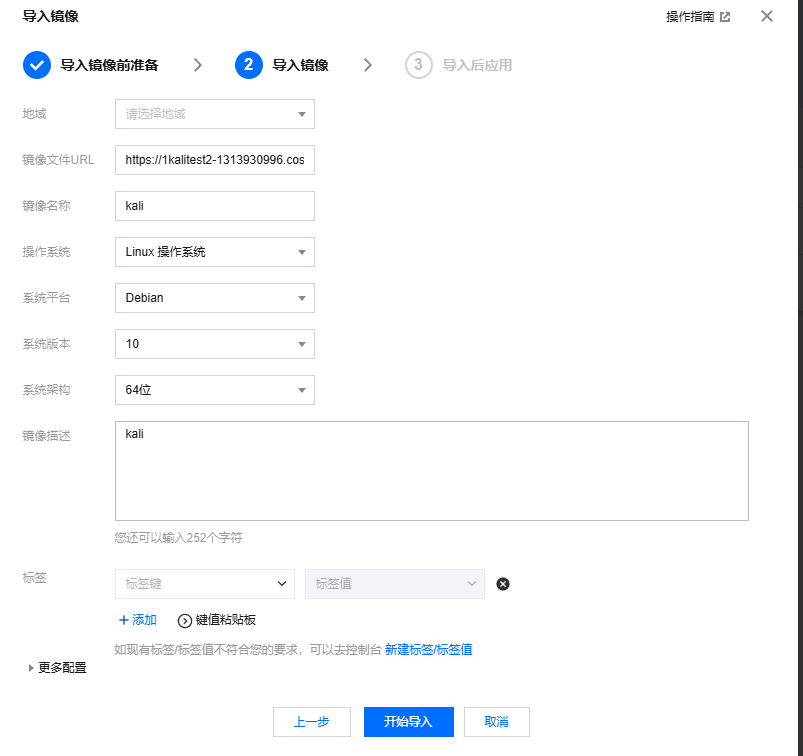 导入镜像 操作指南
导入镜像前准备 2 导入镜像 3 导入后应用
地域 请选择地域
镜像文件URL https://1kalitest2-1313930996.cos
镜像名称 kali
操作系统 Linux 操作系统
系统平台 Debian
系统版本 10
系统架构 64位
镜像描述 kali
您还可以输入252个字符
标签 标签键 标签值
+ 添加 键值粘贴板
如现有标签/标签值不符合您的要求，可以去控制台 新建标签/标签值
更多配置
上一步 开始导入 取消